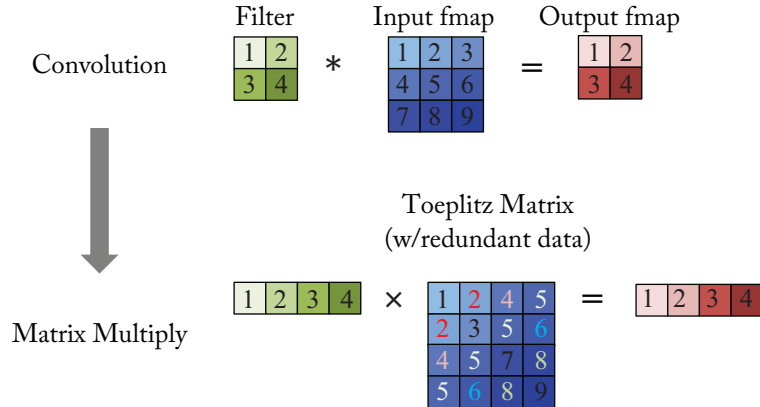 Filter Input fmap Output fmap
1 2 1 2 3 1 2
Convolution * =
3 4 4 5 6 3 4
7 8 9
Toeplitz Matrix
(w/redundant data)
1 2 3 4 × 1 2 4 5 = 1 2 3 4
Matrix Multiply 2 3 5 6
4 5 7 8
5 6 8 9